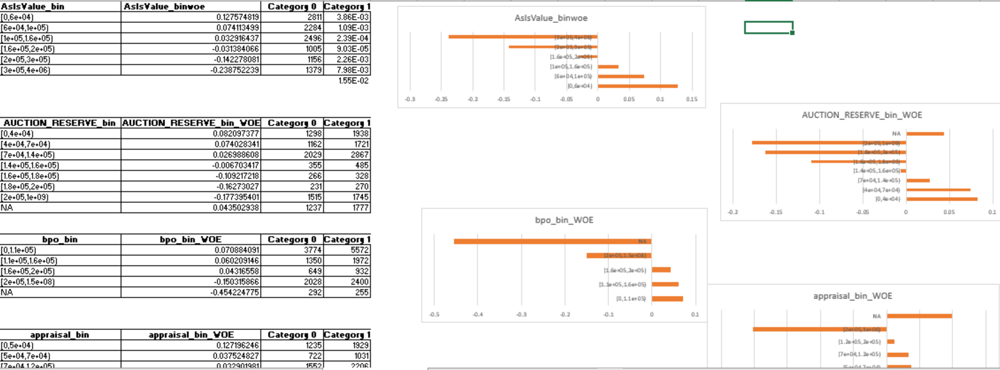 AsIsValue_bin AsIsValue_binwoe Category 0 Category 1
[0,6e+04) 0.127574819 2811 3.86E-03
[6e+04,1e+05) 0.074113499 2284 1.09E-03
[1e+05,1.6e+05) 0.032916437 2496 2.39E-04
[1.6e+05,2e+05) -0.031384066 1005 9.03E-05
[2e+05,3e+05) -0.142278081 1156 2.26E-03
[3e+05,4e+06) -0.238752239 1379 7.98E-03
1.55E-02
AUCTION_RESERVE_bin AUCTION_RESERVE_bin_WOE Category 0 Category 1
[0,4e+04) 0.082097377 1298 1938
[4e+04,7e+04) 0.074028341 1162 1721
[7e+04,1.4e+05) 0.026988608 2029 2867
[1.4e+05,1.6e+05) -0.006703417 355 485
[1.6e+05,1.8e+05) -0.109217218 266 328
[1.8e+05,2e+05) -0.16273027 231 270
[2e+05,1e+09) -0.177395401 1515 1745
NA 0.043502938 1237 1777
bpo_bin bpo_bin_WOE Category 0 Category 1
[0,1.1e+05) 0.070884091 3774 5572
[1.1e+05,1.6e+05) 0.060209146 1350 1972
[1.6e+05,2e+05) 0.04316558 649 932
[2e+05,1.5e+08) -0.150315866 2028 2400
NA -0.454224775 292 255
appraisal_bin appraisal_bin_WOE Category 0 Category 1
[0,5e+04) 0.127196246 1235 1929
[5e+04,7e+04) 0.037524827 722 1031
[7e+04,1.2e+05) 0.032901981 1552 2206
AsIsValue_binwoe
[3e+05,4e+06)
[2e+05,3e+05)
[1.6e+05,2e+05)
[1e+05,1.6e+05)
[6e+04,1e+05)
[0,6e+04)
-0.3 -0.25 -0.2 -0.15 -0.1 -0.05 0 0.05 0.1 0.15
AUCTION_RESERVE_bin_WOE
NA
[2e+05,1e+09)
[1.8e+05,2e+05)
[1.6e+05,1.8e+05)
[1.4e+05,1.6e+05)
[7e+04,1.4e+05)
[4e+04,7e+04)
[0,4e+04)
-0.2 -0.15 -0.1 -0.05 0 0.05 0.1
bpo_bin_WOE
NA
[2e+05,1.5e+08)
[1.6e+05,2e+05)
[1.1e+05,1.6e+05)
[0,1.1e+05)
-0.5 -0.4 -0.3 -0.2 -0.1 0 0.1
appraisal_bin_WOE
NA
[2e+05,3e+06)
[1.2e+05,2e+05)
[7e+04,1.2e+05)
[5e+04,7e+04)